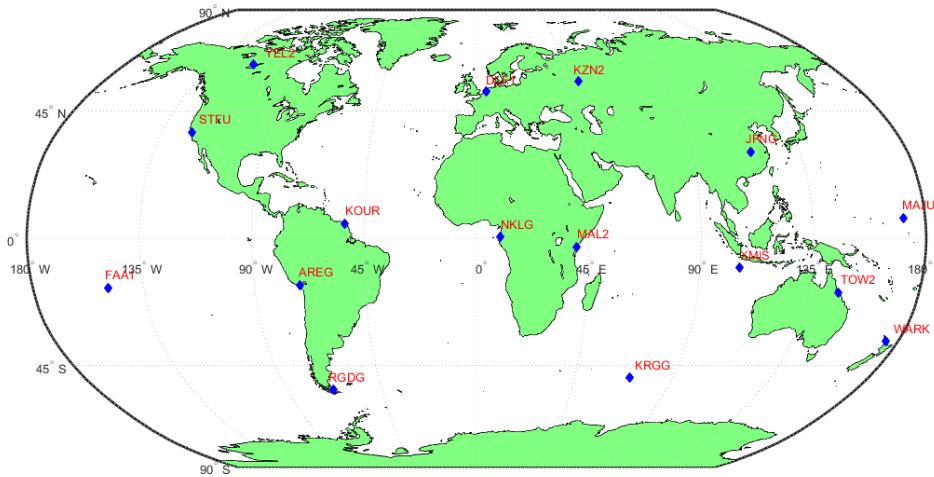 90° N
YEL2
KZN2
45° N
STFU
JFNG
KOUR
MAJU
NKLG
MAL2
0°
XMIS
180° W
135° W
90° W
45° W
0°
45° E
90° E
135° E
180°
FAA1
AREG
TOW2
WARK
45° S
RGDG
KRGG
90° S